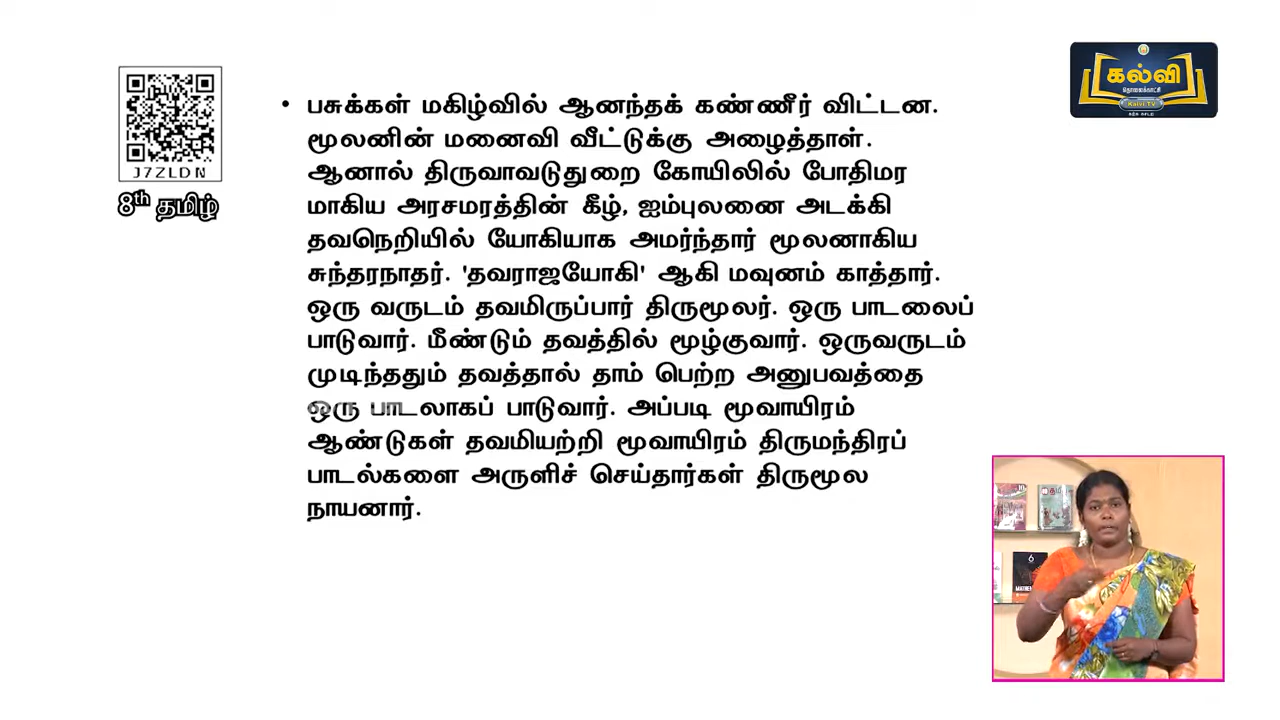 கல்வி
தொலைக்காட்சி
Kalvi TV
J7ZLDN
8th தமிழ்
• பசுக்கள் மகிழ்வில் ஆனந்தக் கண்ணீர் விட்டன.
மூலனின் மனைவி வீட்டுக்கு அழைத்தாள்.
ஆனால் திருவாவடுதுறை கோயிலில் போதிமர
மாகிய அரசமரத்தின் கீழ், ஐம்புலனை அடக்கி
தவநெறியில் யோகியாக அமர்ந்தார் மூலனாகிய
சுந்தரநாதர். 'தவராஜயோகி' ஆகி மவுனம் காத்தார்.
ஒரு வருடம் தவமிருப்பார் திருமூலர். ஒரு பாடலைப்
பாடுவார். மீண்டும் தவத்தில் மூழ்குவார். ஒருவருடம்
முடிந்ததும் தவத்தால் தாம் பெற்ற அனுபவத்தை
ஒரு பாடலாகப் பாடுவார். அப்படி மூவாயிரம்
ஆண்டுகள் தவமியற்றி மூவாயிரம் திருமந்திரப்
பாடல்களை அருளிச் செய்தார்கள் திருமூல
நாயனார்.